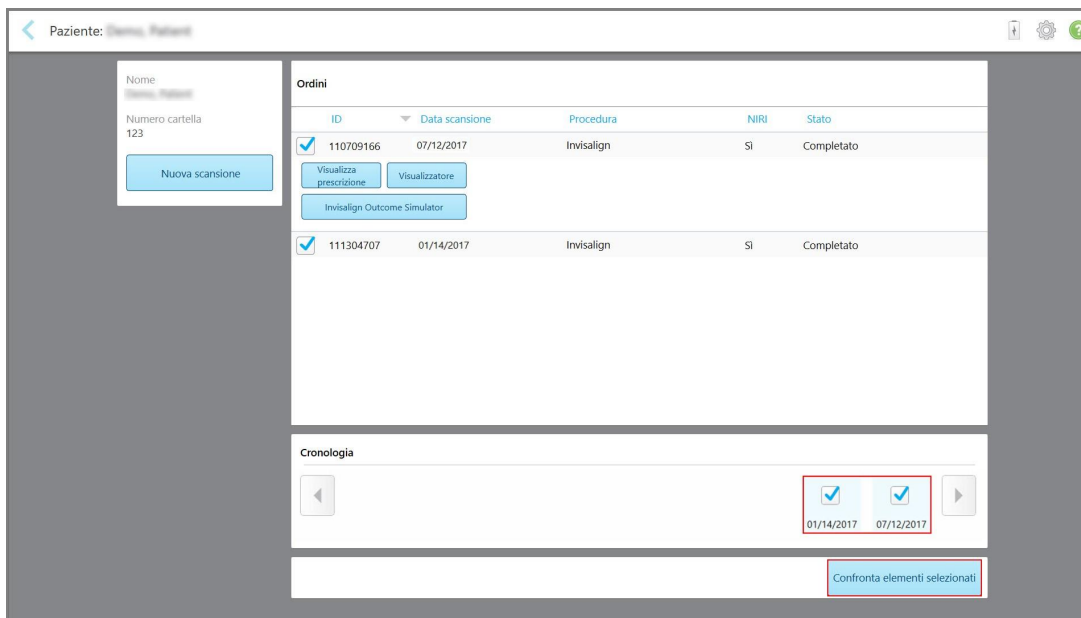 Paziente:
Nome
Numero cartella
123
Nuova scansione
Ordini
ID Data scansione Procedura NIRI Stato
110709166 07/12/2017 Invisalign Sì Completato
Visualizza
prescrizione
Visualizzatore
Invisalign Outcome Simulator
111304707 01/14/2017 Invisalign Sì Completato
Cronologia
01/14/2017 07/12/2017
Confronta elementi selezionati